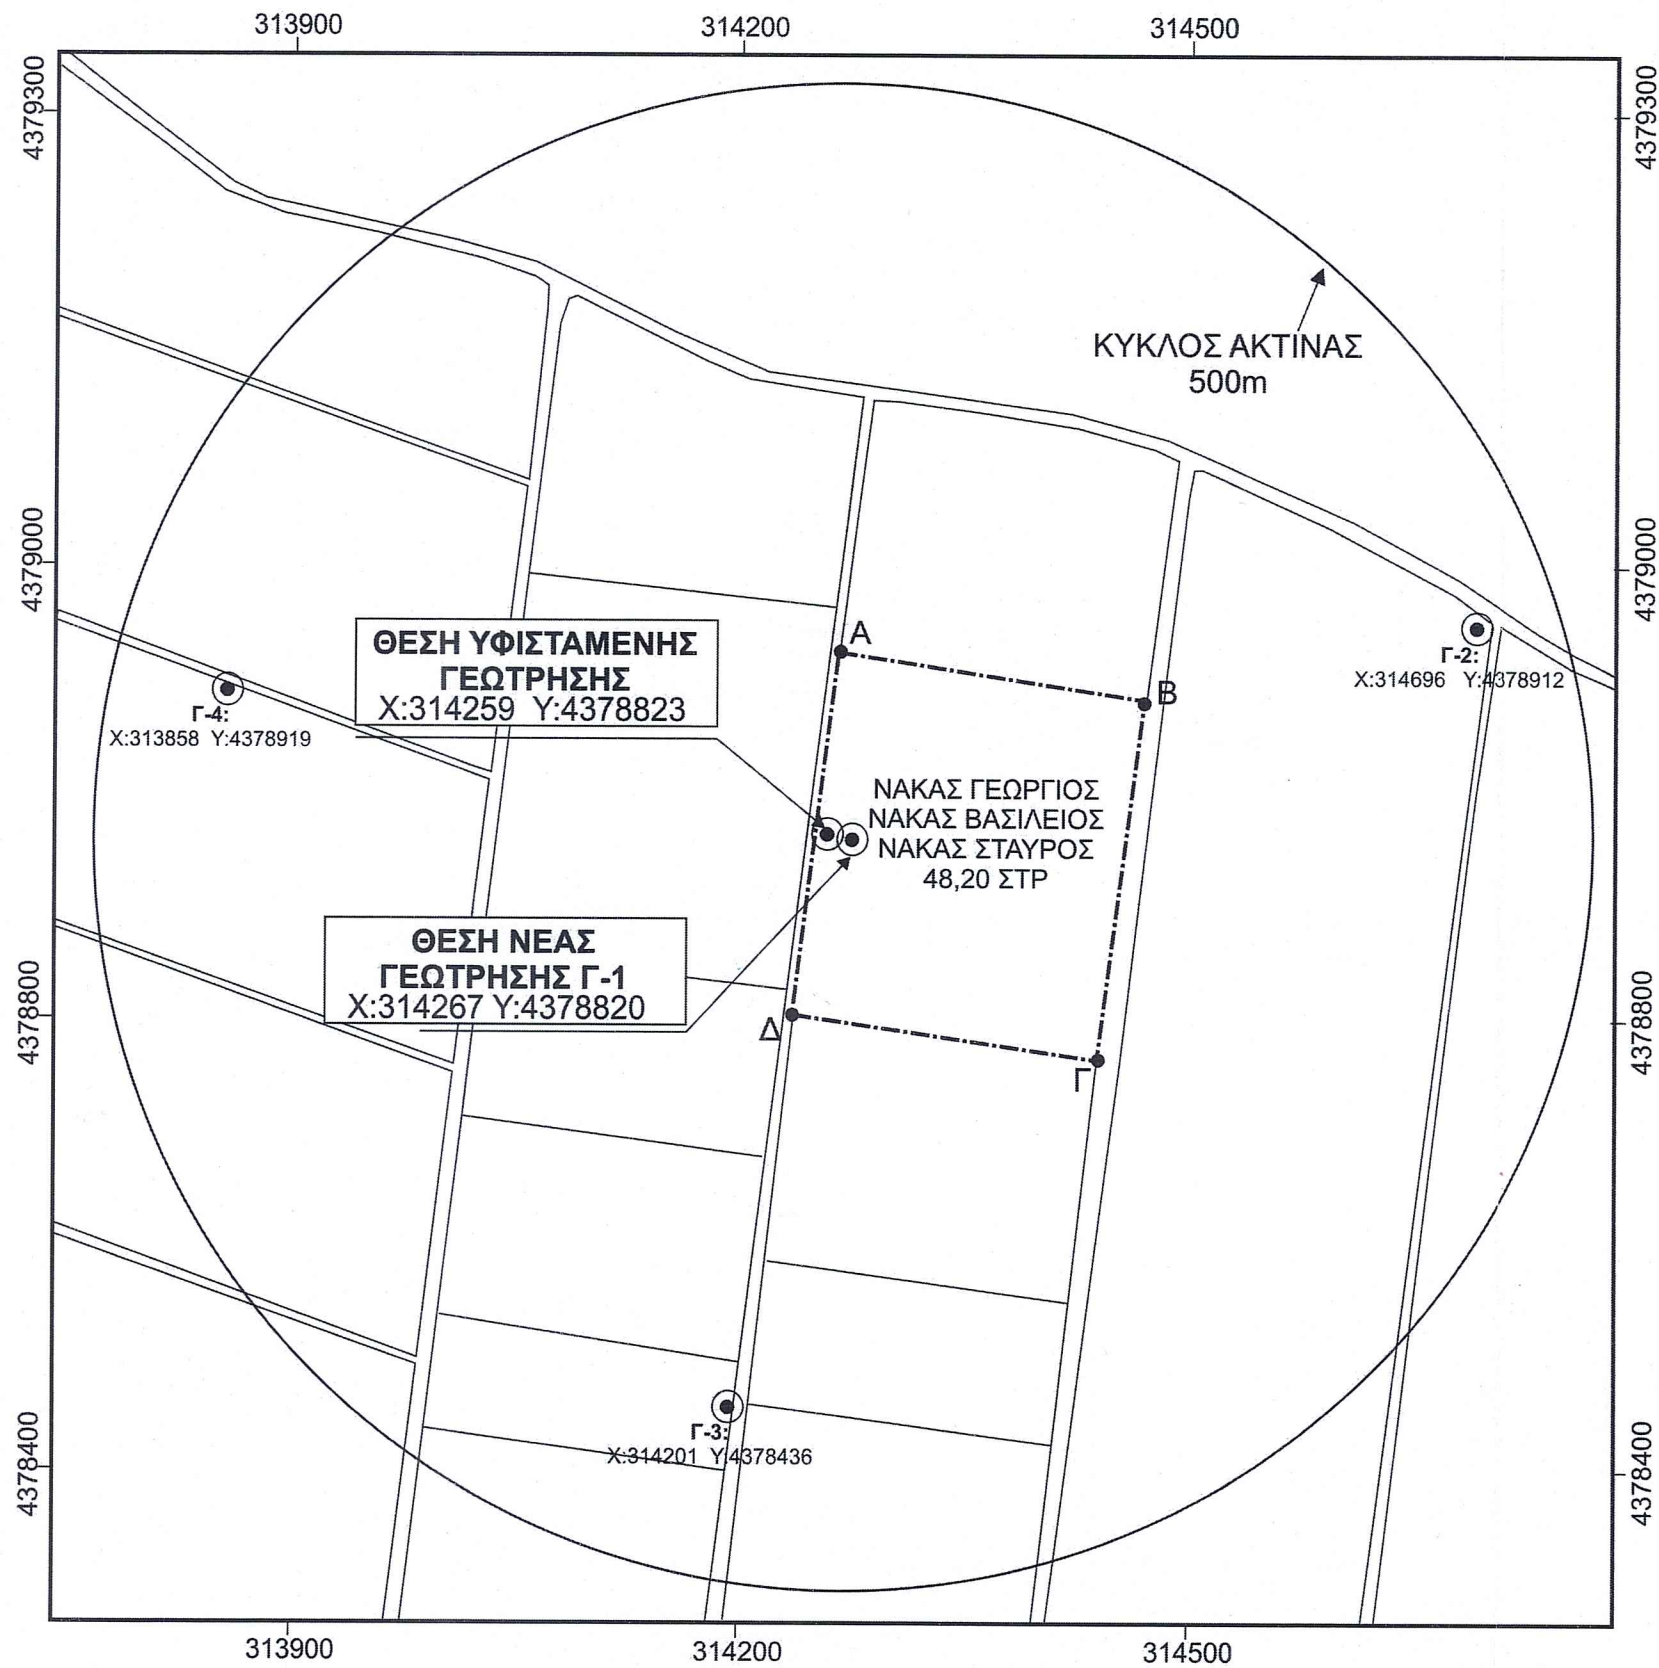 313900 314200 314500
4379300 4379300
ΚΥΚΛΟΣ ΑΚΤΙΝΑΣ
500m
4379000 4379000
ΘΕΣΗ ΥΦΙΣΤΑΜΕΝΗΣ
ΓΕΩΤΡΗΣΗΣ
X:314259 Y:4378823
Α
Β
Γ-2:
X:314696 Y:4378912
Γ-4:
X:313858 Y:4378919
ΝΑΚΑΣ ΓΕΩΡΓΙΟΣ
ΝΑΚΑΣ ΒΑΣΙΛΕΙΟΣ
ΝΑΚΑΣ ΣΤΑΥΡΟΣ
48,20 ΣΤΡ
ΘΕΣΗ ΝΕΑΣ
ΓΕΩΤΡΗΣΗΣ Γ-1
X:314267 Y:4378820
4378800 4378800
Δ
Γ
Γ-3:
X:314201 Y:4378436
4378400 4378400
313900 314200 314500